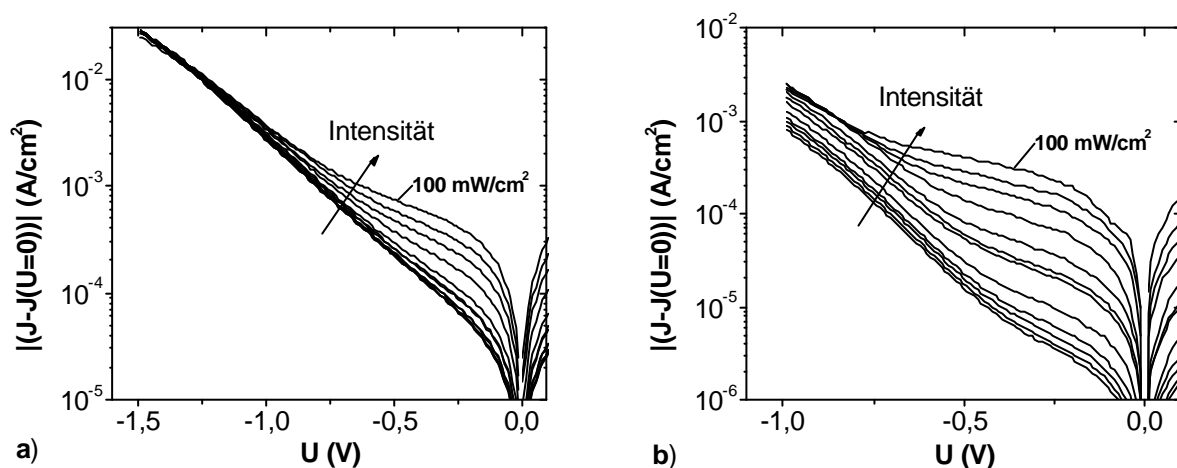 |(J-J(U=0))| (A/cm²)
10⁻²
10⁻³
10⁻⁴
10⁻⁵
Intensität
100 mW/cm²
-1,5
-1,0
-0,5
0,0
U (V)
a)
|(J-J(U=0))| (A/cm²)
10⁻²
10⁻³
10⁻⁴
10⁻⁵
10⁻⁶
Intensität
100 mW/cm²
-1,0
-0,5
0,0
U (V)
b)